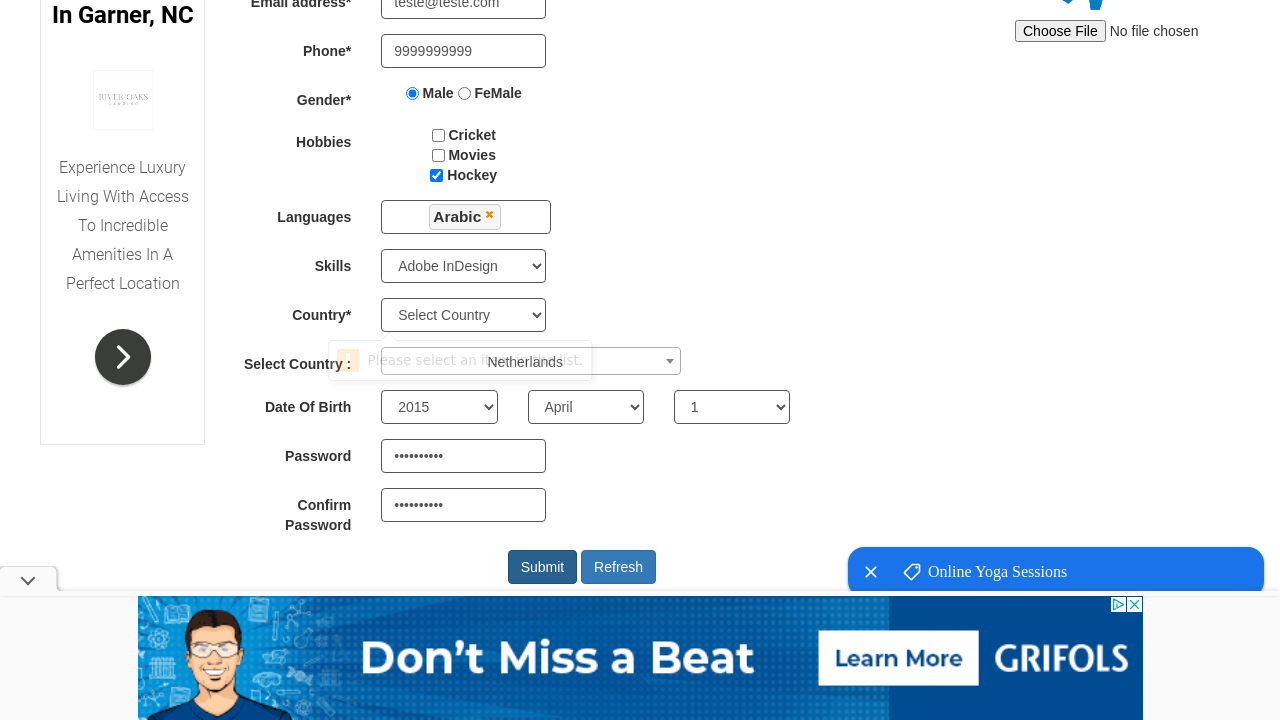 In Garner, NC
RIVER OAKS
LANDING
Experience Luxury
Living With Access
To Incredible
Amenities In A
Perfect Location
Email address*
teste@teste.com
Phone*
9999999999
Gender*
Male FeMale
Hobbies
Cricket
Movies
Hockey
Languages
Arabic
Skills
Adobe InDesign
Country*
Select Country
Please select an item in the list.
Select Country :
Netherlands
Date Of Birth
2015 April 1
Password
••••••••••
Confirm
Password
••••••••••
Submit Refresh
Choose File No file chosen
Online Yoga Sessions
Don't Miss a Beat
Learn More
GRIFOLS